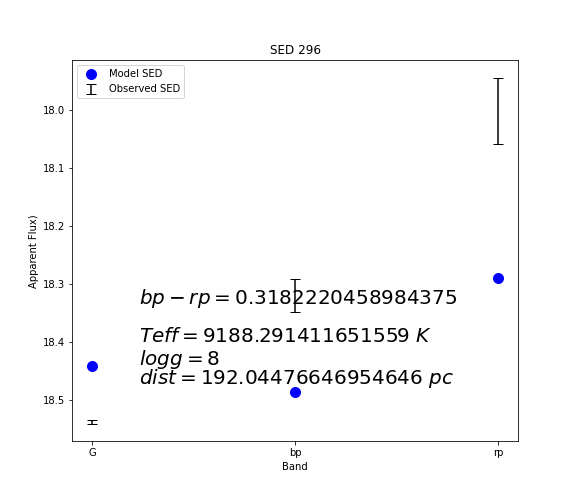 SED 296
Model SED
Observed SED
Apparent Flux)
18.0
18.1
18.2
18.3
18.4
18.5
bp − rp = 0.3182220458984375
Teff = 9188.291411651559 K
logg = 8
dist = 192.04476646954646 pc
G bp rp
Band